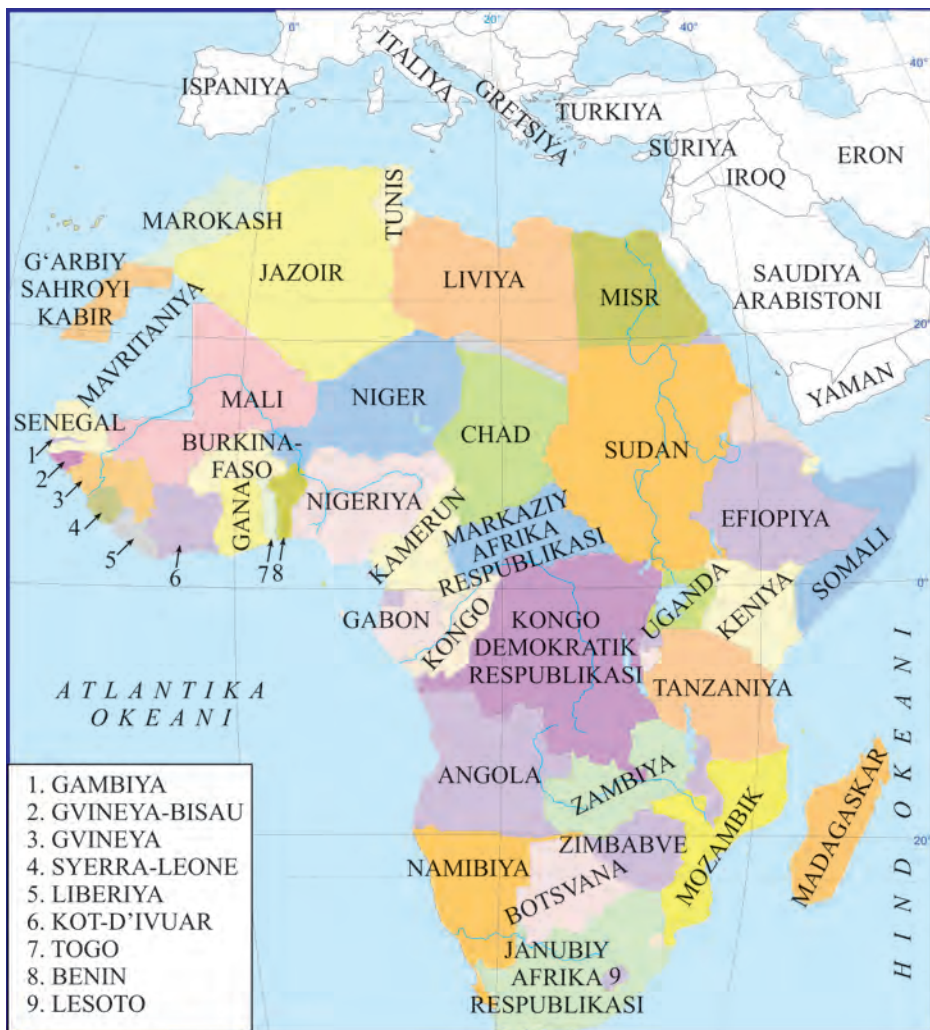 0°
20°
40°
ITALIYA
40°
ISPANIYA
GRETSIYA
TURKIYA
SURIYA
ERON
IROQ
TUNIS
MAROKASH
G‘ARBIY
SAHROYI
KABIR
JAZOIR
LIVIYA
MISR
SAUDIYA
ARABISTONI
20°
MAVRITANIYA
YAMAN
MALI
NIGER
SENEGAL
CHAD
SUDAN
1
BURKINA-
FASO
2
NIGERIYA
3
GANA
EFIOPIYA
4
KAMERUN
MARKAZIY
AFRIKA
RESPUBLIKASI
SOMALI
5
6
7
8
0°
UGANDA
KENIYA
GABON
KONGO
KONGO
DEMOKRATIK
RESPUBLIKASI
TANZANIYA
ATLANTIKA
OKEANI
HIND OKEANI
ANGOLA
ZAMBIYA
MADAGASKAR
MOZAMBIK
20°
ZIMBABVE
NAMIBIYA
BOTSVANA
JANUBIY
AFRIKA 9
RESPUBLIKASI
1. GAMBIYA
2. GVINEYA-BISAU
3. GVINEYA
4. SYERRA-LEONE
5. LIBERIYA
6. KOT-D’IVUAR
7. TOGO
8. BENIN
9. LESOTO